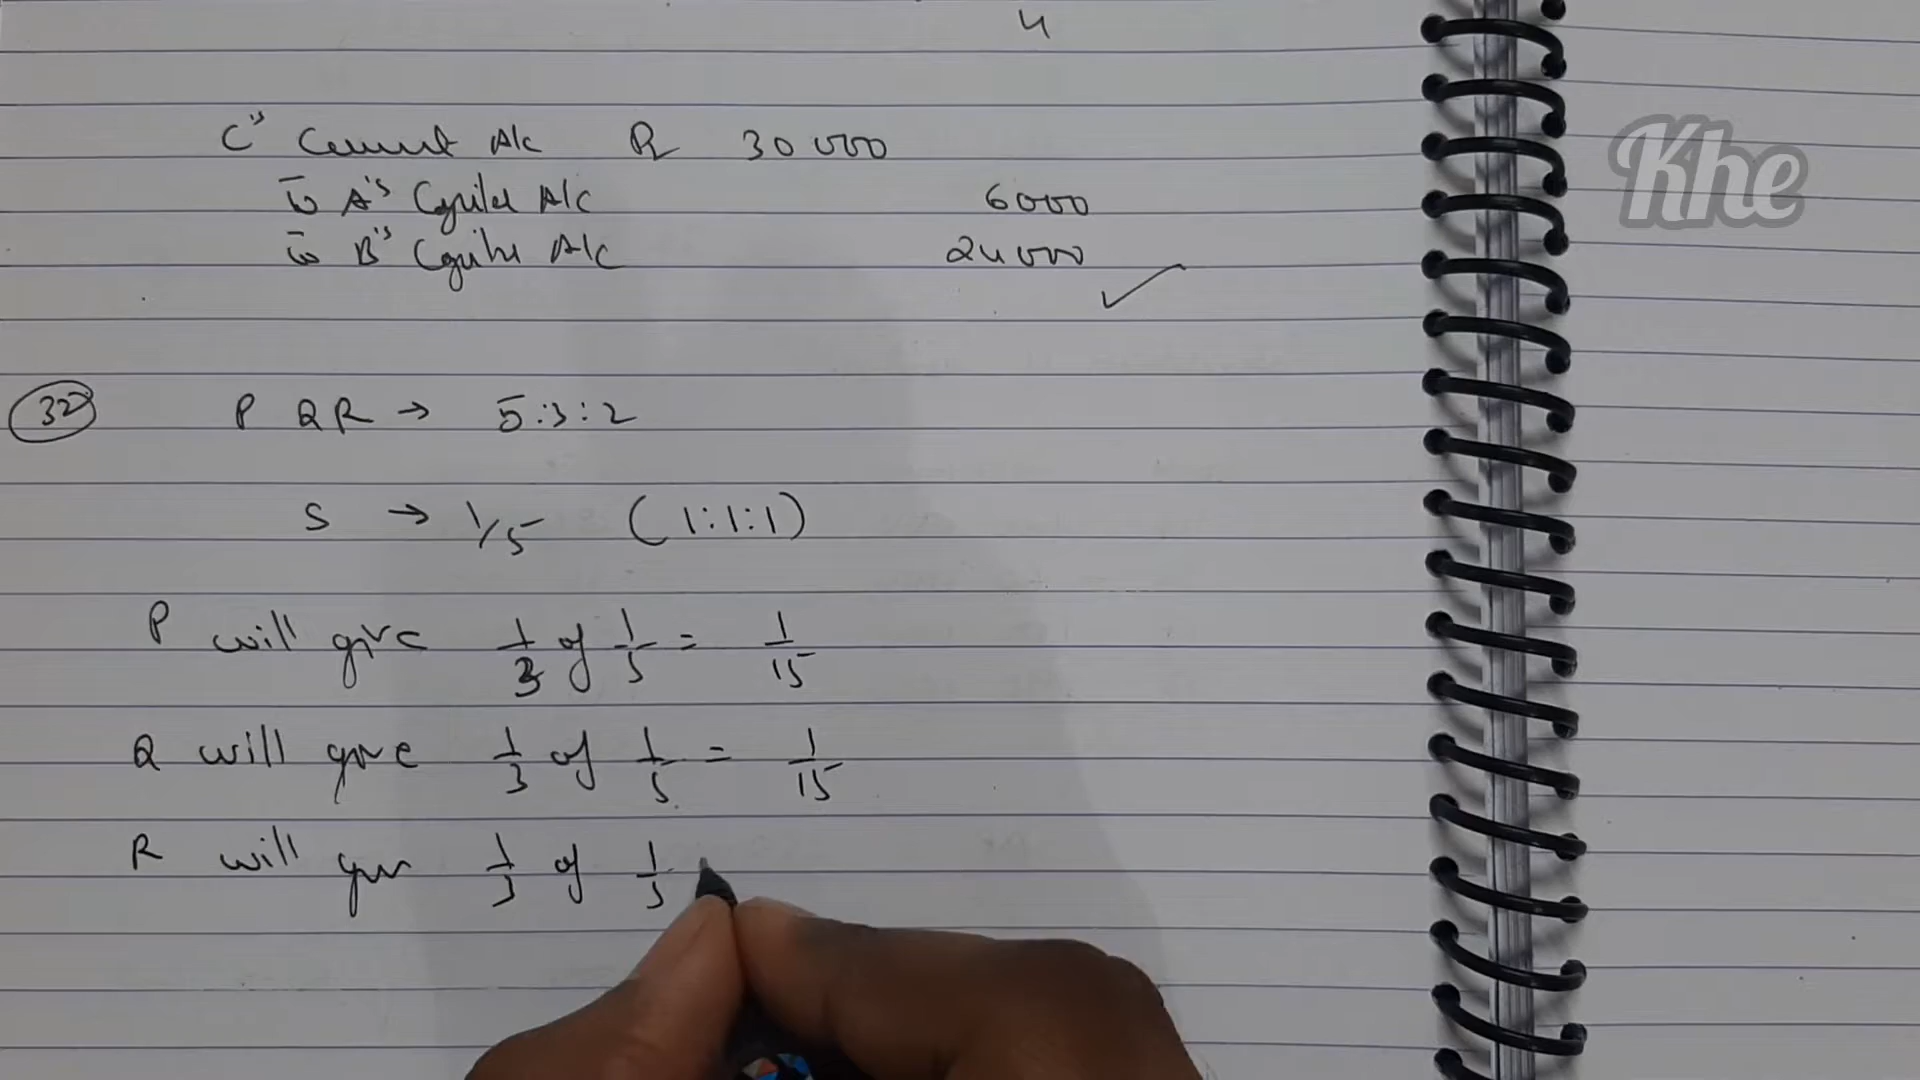 4
C's Current A/c Dr 30000
To A's Capital A/c 6000
To B's Capital A/c 24000
Khe
32 P Q R → 5:3:2
S → 1/5 (1:1:1)
P will give 1/3 of 1/5 = 1/15
Q will give 1/3 of 1/5 = 1/15
R will give 1/3 of 1/5